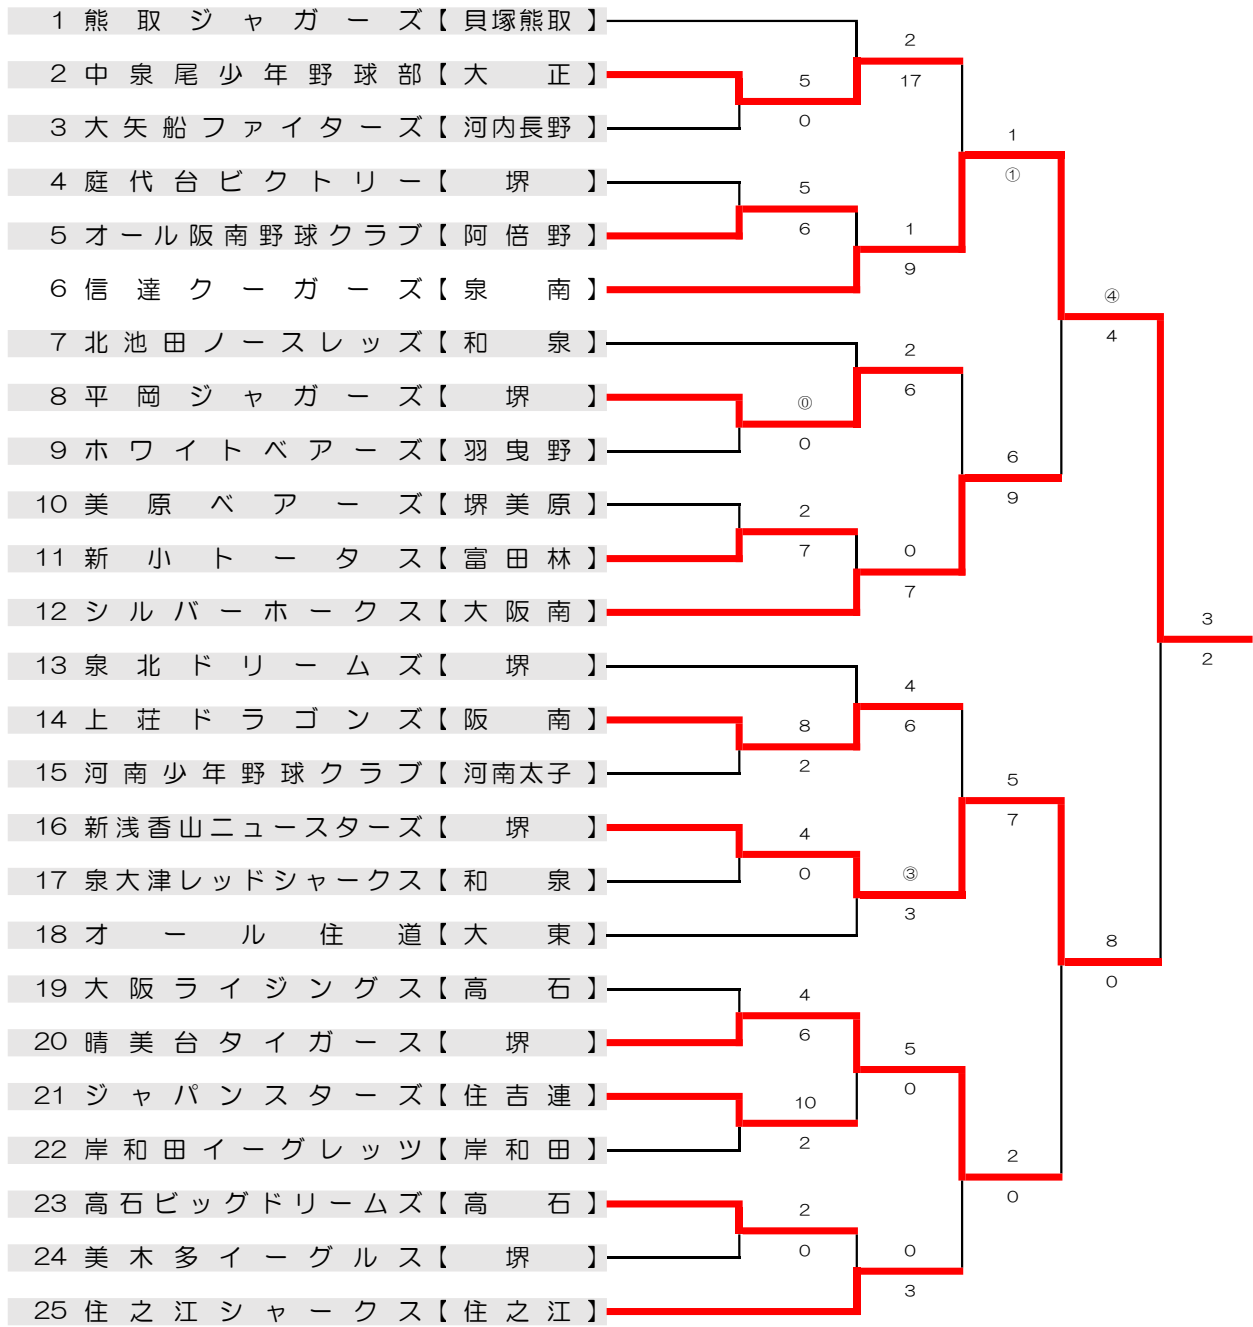 1 熊取ジャガーズ【貝塚熊取】
2
2 中泉尾少年野球部【大正】
5
17
3 大矢船ファイターズ【河内長野】
0
1
4 庭代台ビクトリー【堺】
5
①
5 オール阪南野球クラブ【阿倍野】
6
1
9
6 信達クーガーズ【泉南】
④
4
7 北池田ノースレッズ【和泉】
2
8 平岡ジャガーズ【堺】
⓪
6
9 ホワイトベアーズ【羽曳野】
0
6
10 美原ベアーズ【堺美原】
2
9
11 新小トータス【富田林】
7
0
7
12 シルバーホークス【大阪南】
3
2
13 泉北ドリームズ【堺】
4
14 上荘ドラゴンズ【阪南】
8
6
15 河南少年野球クラブ【河南太子】
2
5
16 新浅香山ニュースターズ【堺】
4
7
17 泉大津レッドシャークス【和泉】
0
③
3
18 オール住道【大東】
8
0
19 大阪ライジングス【高石】
4
20 晴美台タイガース【堺】
6
5
21 ジャパンスターズ【住吉連】
10
0
22 岸和田イーグレッツ【岸和田】
2
2
23 高石ビッグドリームズ【高石】
2
0
24 美木多イーグルス【堺】
0
0
3
25 住之江シャークス【住之江】